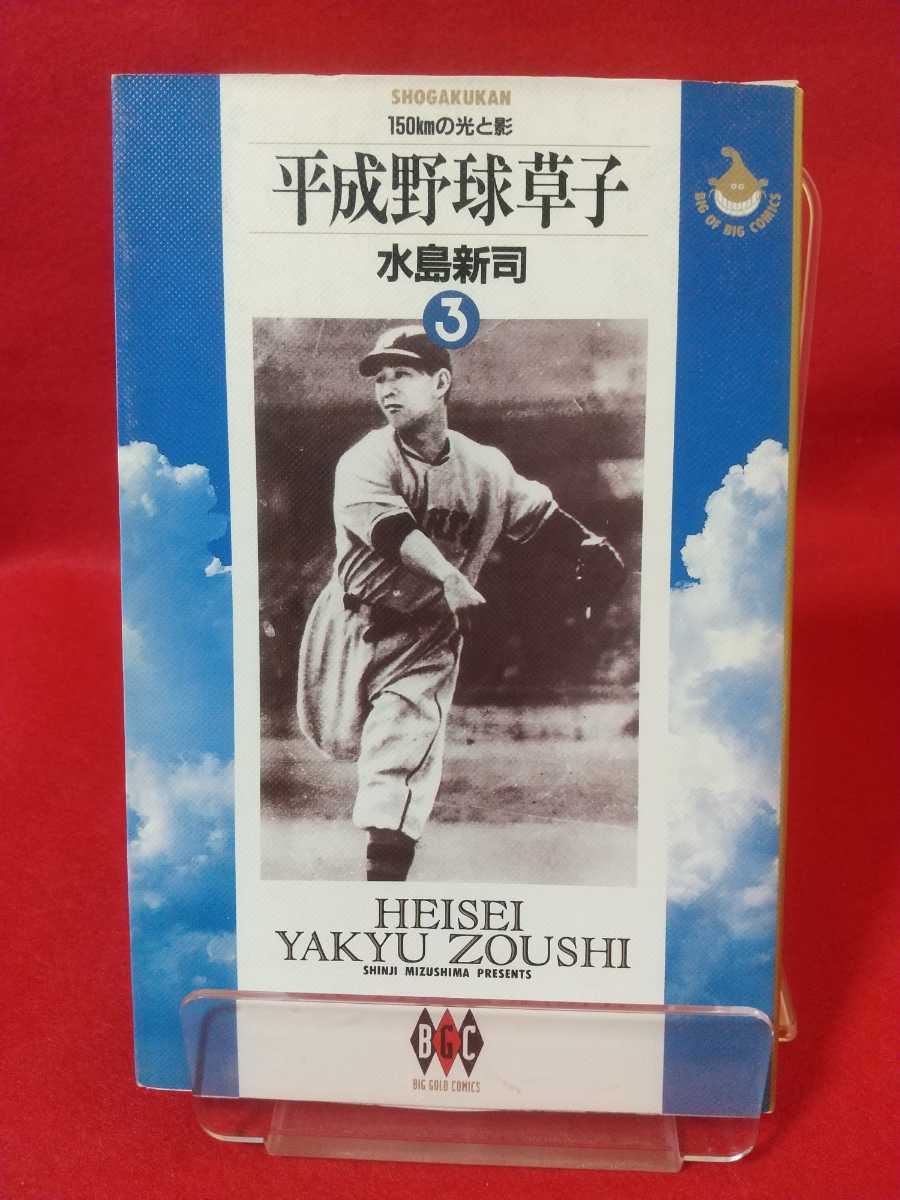 SHOGAKUKAN
150kmの光と影
平成野球草子
水島新司
3
BIG OF BIG COMICS
HEISEI
YAKYU ZOUSHI
SHINJI MIZUSHIMA PRESENTS
BGC
BIG GOLD COMICS